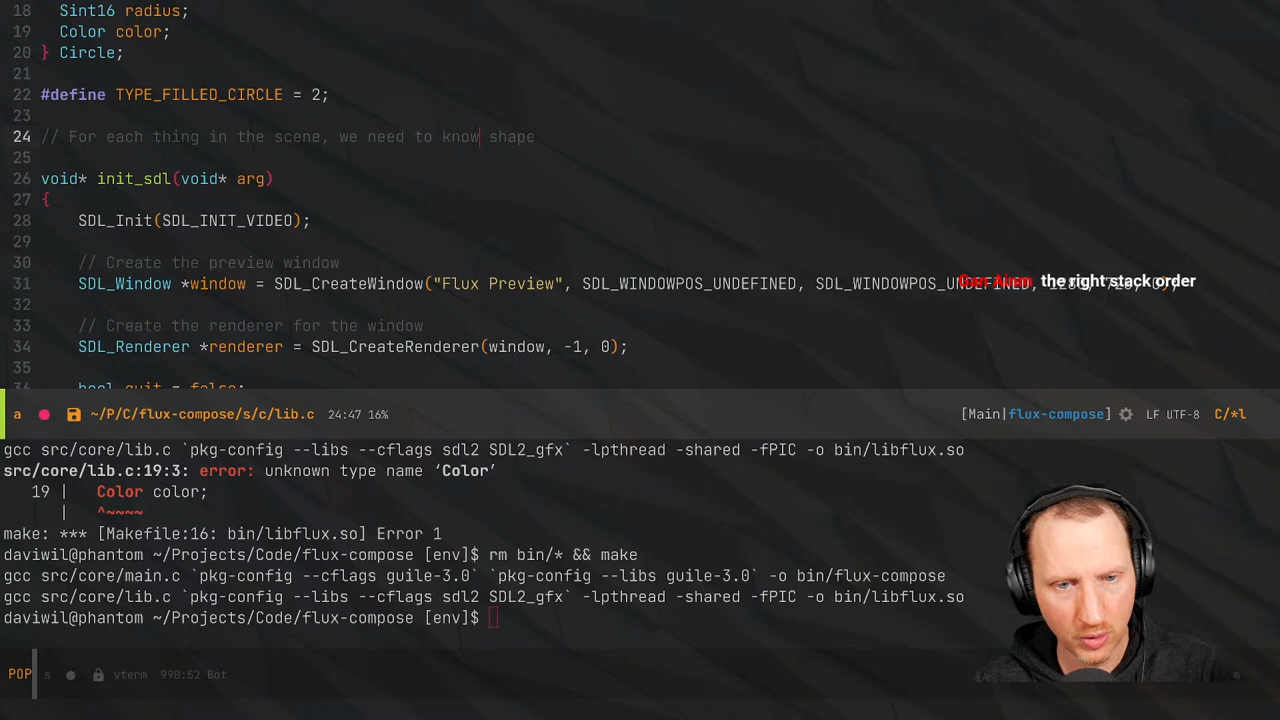 18 Sint16 radius;
19 Color color;
20 } Circle;
21
22 #define TYPE_FILLED_CIRCLE = 2;
23
24 // For each thing in the scene, we need to know shape
25
26 void* init_sdl(void* arg)
27 {
28 SDL_Init(SDL_INIT_VIDEO);
29
30 // Create the preview window
31 SDL_Window *window = SDL_CreateWindow("Flux Preview", SDL_WINDOWPOS_UNDEFINED, SDL_WINDOWPOS_UNDEFINED,
the right stack order
32
33 // Create the renderer for the window
34 SDL_Renderer *renderer = SDL_CreateRenderer(window, -1, 0);
35
36 bool quit = false;
a ~/P/C/flux-compose/s/c/lib.c 24:47 16% [Main|flux-compose] LF UTF-8 C/*l
gcc src/core/lib.c `pkg-config --libs --cflags sdl2 SDL2_gfx` -lpthread -shared -fPIC -o bin/libflux.so
src/core/lib.c:19:3: error: unknown type name ‘Color’
19 | Color color;
| ^~~~~
make: *** [Makefile:16: bin/libflux.so] Error 1
daviwil@phantom ~/Projects/Code/flux-compose [env]$ rm bin/* && make
gcc src/core/main.c `pkg-config --cflags guile-3.0` `pkg-config --libs guile-3.0` -o bin/flux-compose
gcc src/core/lib.c `pkg-config --libs --cflags sdl2 SDL2_gfx` -lpthread -shared -fPIC -o bin/libflux.so
daviwil@phantom ~/Projects/Code/flux-compose [env]$
POP s vterm 990:52 Bot